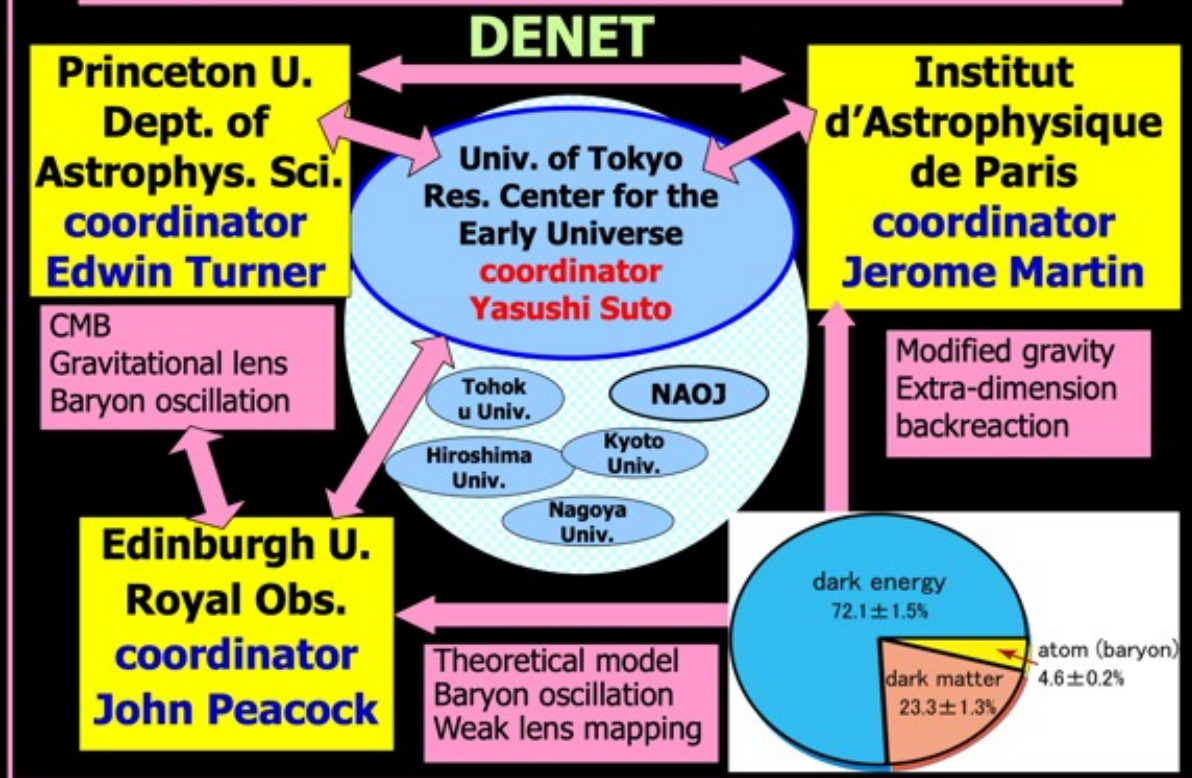 DENET
Princeton U.
Dept. of
Astrophys. Sci.
coordinator
Edwin Turner
Univ. of Tokyo
Res. Center for the
Early Universe
coordinator
Yasushi Suto
Institut
d'Astrophysique
de Paris
coordinator
Jerome Martin
CMB
Gravitational lens
Baryon oscillation
Tohok
u Univ.
NAOJ
Hiroshima
Univ.
Kyoto
Univ.
Nagoya
Univ.
Modified gravity
Extra-dimension
backreaction
Edinburgh U.
Royal Obs.
coordinator
John Peacock
Theoretical model
Baryon oscillation
Weak lens mapping
dark energy
72.1±1.5%
atom (baryon)
4.6±0.2%
dark matter
23.3±1.3%